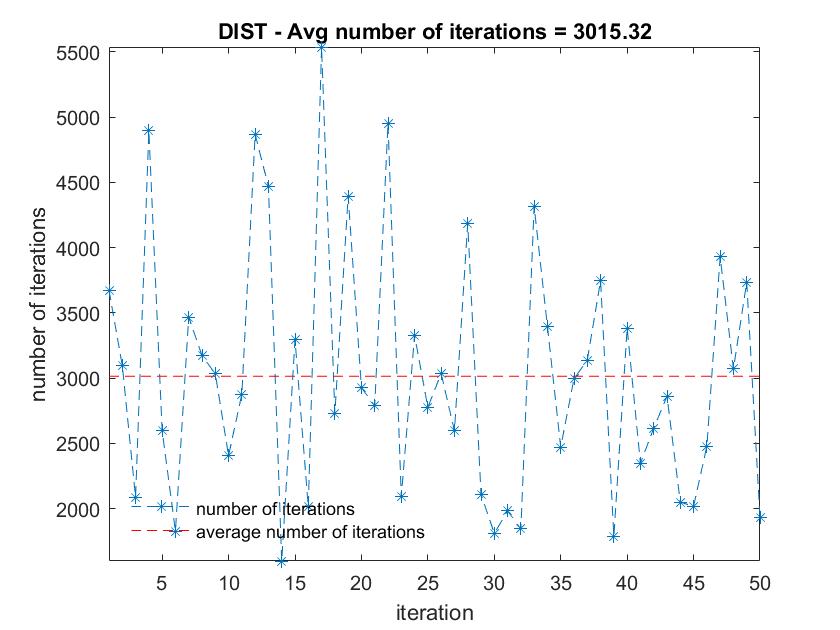 DIST - Avg number of iterations = 3015.32
5500
5000
4500
4000
3500
3000
2500
2000
number of iterations
number of iterations
average number of iterations
5 10 15 20 25 30 35 40 45 50
iteration